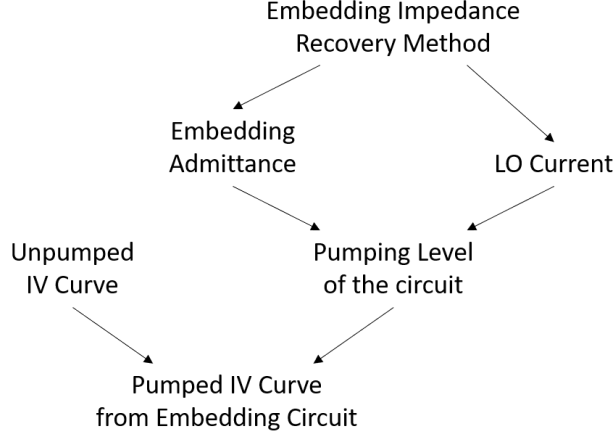 Embedding Impedance
Recovery Method
Embedding
Admittance
LO Current
Unpumped
IV Curve
Pumping Level
of the circuit
Pumped IV Curve
from Embedding Circuit